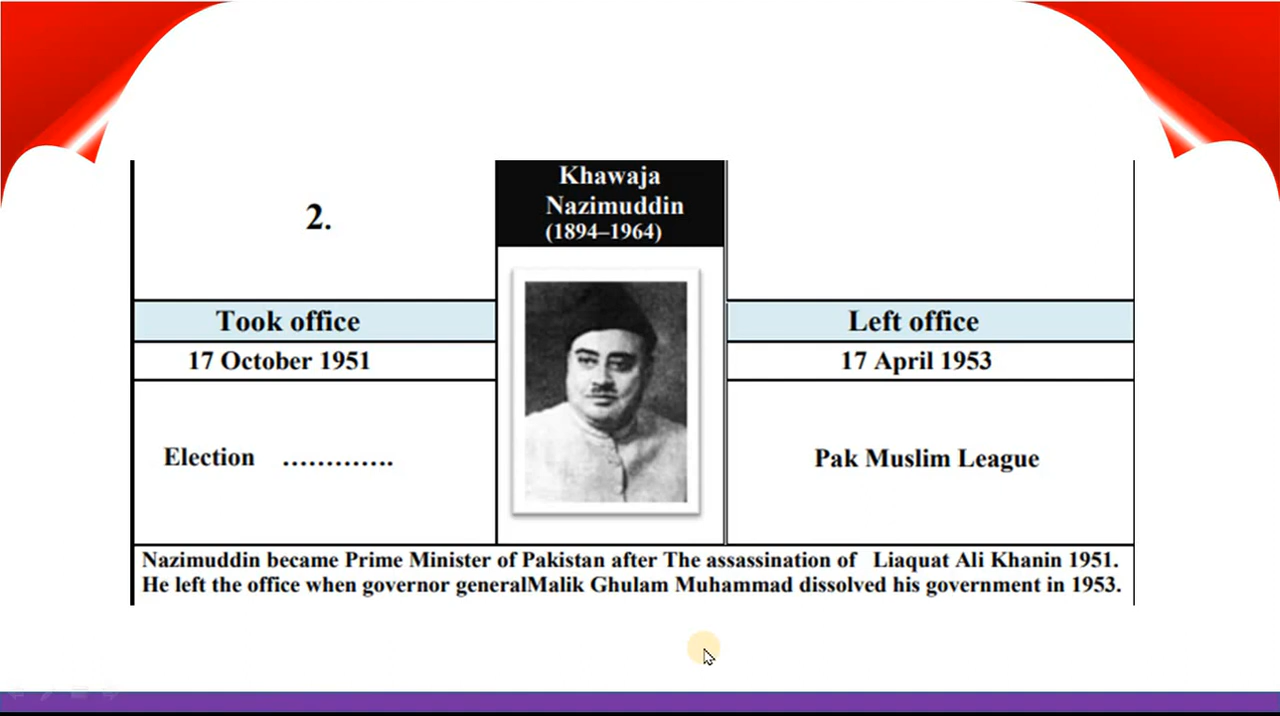 2.
Khawaja
Nazimuddin
(1894–1964)
Took office
Left office
17 October 1951
17 April 1953
Election ………….
Pak Muslim League
Nazimuddin became Prime Minister of Pakistan after The assassination of Liaquat Ali Khanin 1951.
He left the office when governor generalMalik Ghulam Muhammad dissolved his government in 1953.